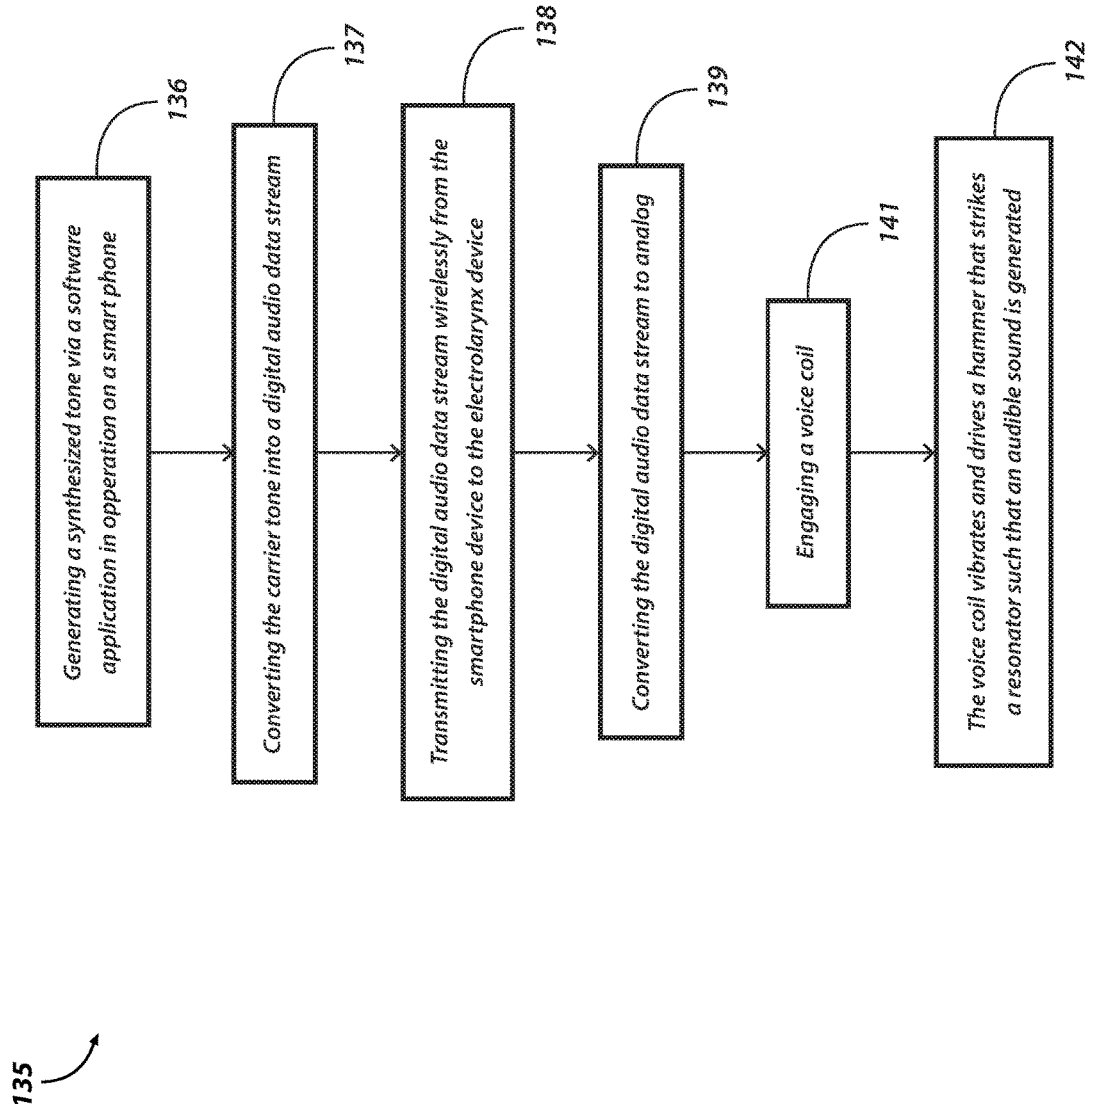 135
136
Generating a synthesized tone via a software
application in opperation on a smart phone
137
Converting the carrier tone into a digital audio data stream
138
Transmitting the digital audio data stream wirelessly from the
smartphone device to the electrolarynx device
139
Converting the digital audio data stream to analog
141
Engaging a voice coil
142
The voice coil vibrates and drives a hammer that strikes
a resonator such that an audible sound is generated